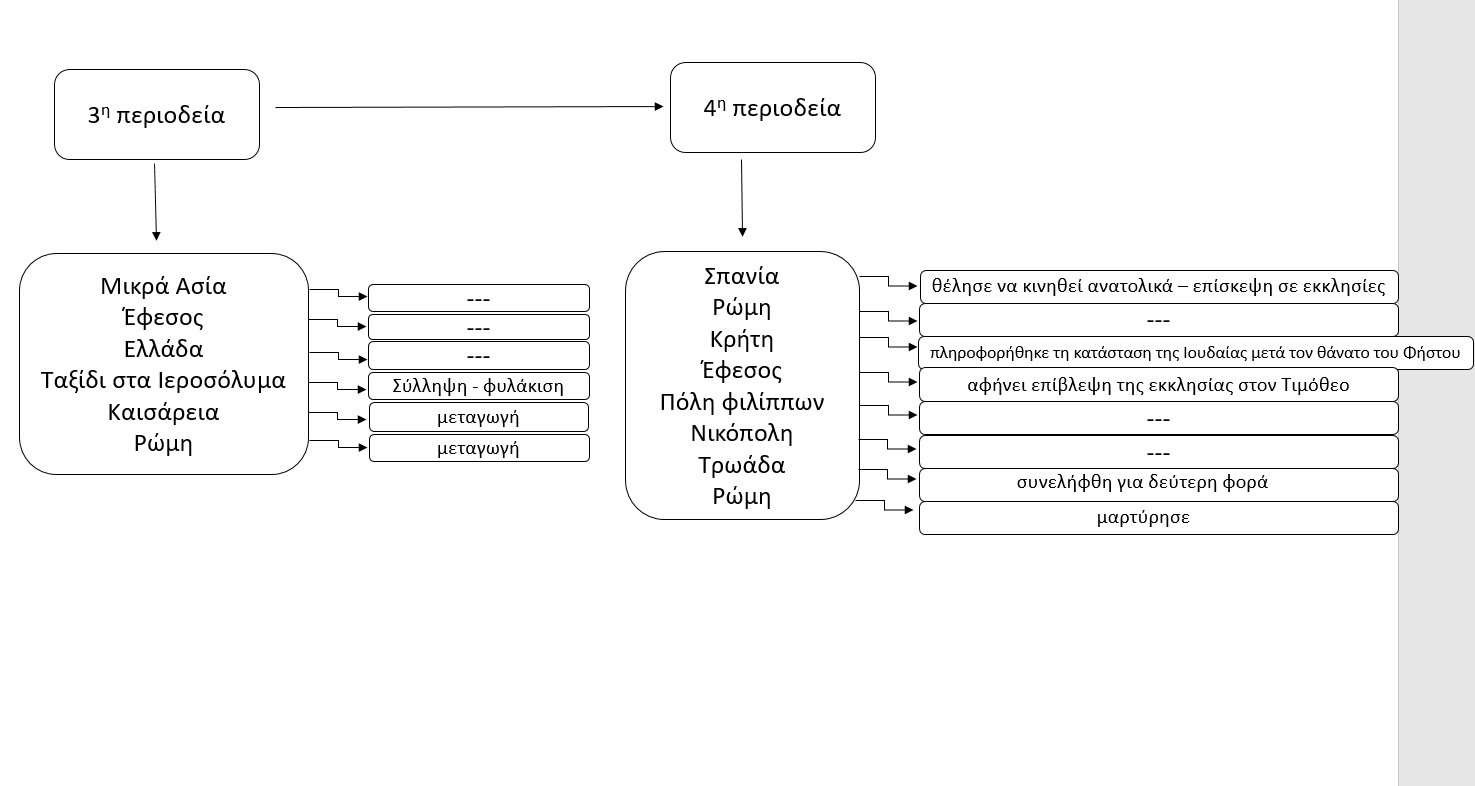 3η περιοδεία
4η περιοδεία
Μικρά Ασία
Έφεσος
Ελλάδα
Ταξίδι στα Ιεροσόλυμα
Καισάρεια
Ρώμη
---
---
---
Σύλληψη - φυλάκιση
μεταγωγή
μεταγωγή
Σπανία
Ρώμη
Κρήτη
Έφεσος
Πόλη φιλίππων
Νικόπολη
Τρωάδα
Ρώμη
θέλησε να κινηθεί ανατολικά – επίσκεψη σε εκκλησίες
---
πληροφορήθηκε τη κατάσταση της Ιουδαίας μετά τον θάνατο του Φήστου
αφήνει επίβλεψη της εκκλησίας στον Τιμόθεο
---
---
συνελήφθη για δεύτερη φορά
μαρτύρησε